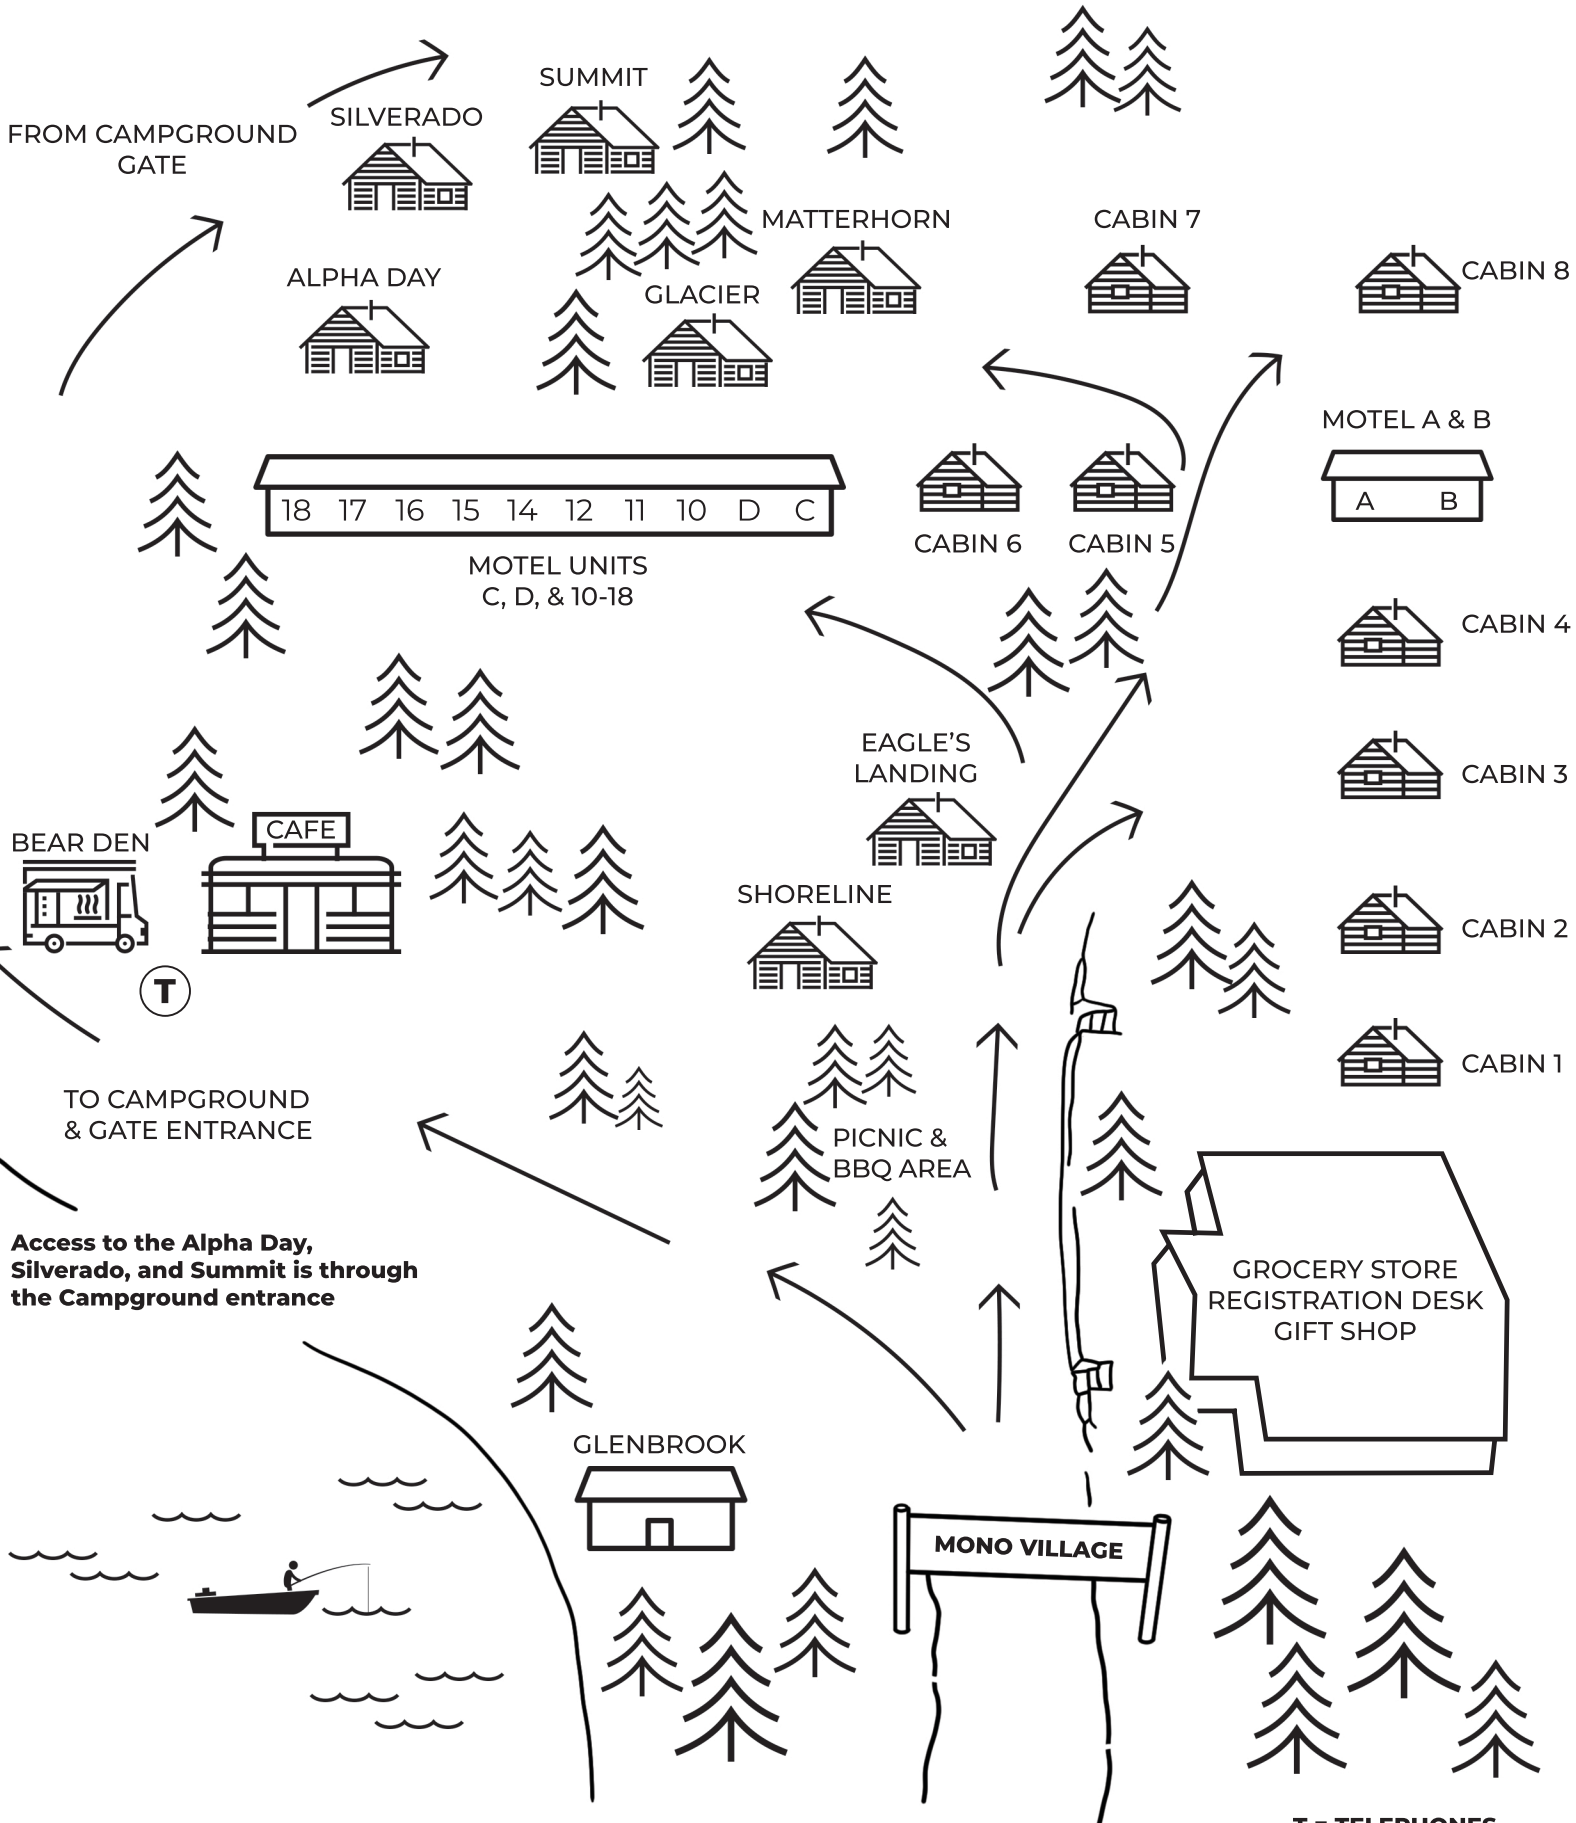 SUMMIT
SILVERADO
FROM CAMPGROUND
GATE
MATTERHORN
CABIN 7
CABIN 8
ALPHA DAY
GLACIER
MOTEL A & B
A B
18 17 16 15 14 12 11 10 D C
MOTEL UNITS
C, D, & 10-18
CABIN 6
CABIN 5
CABIN 4
EAGLE'S
LANDING
CABIN 3
BEAR DEN
CAFE
SHORELINE
CABIN 2
T
CABIN 1
TO CAMPGROUND
& GATE ENTRANCE
PICNIC &
BBQ AREA
Access to the Alpha Day,
Silverado, and Summit is through
the Campground entrance
GROCERY STORE
REGISTRATION DESK
GIFT SHOP
GLENBROOK
MONO VILLAGE
T = TELEPHONES